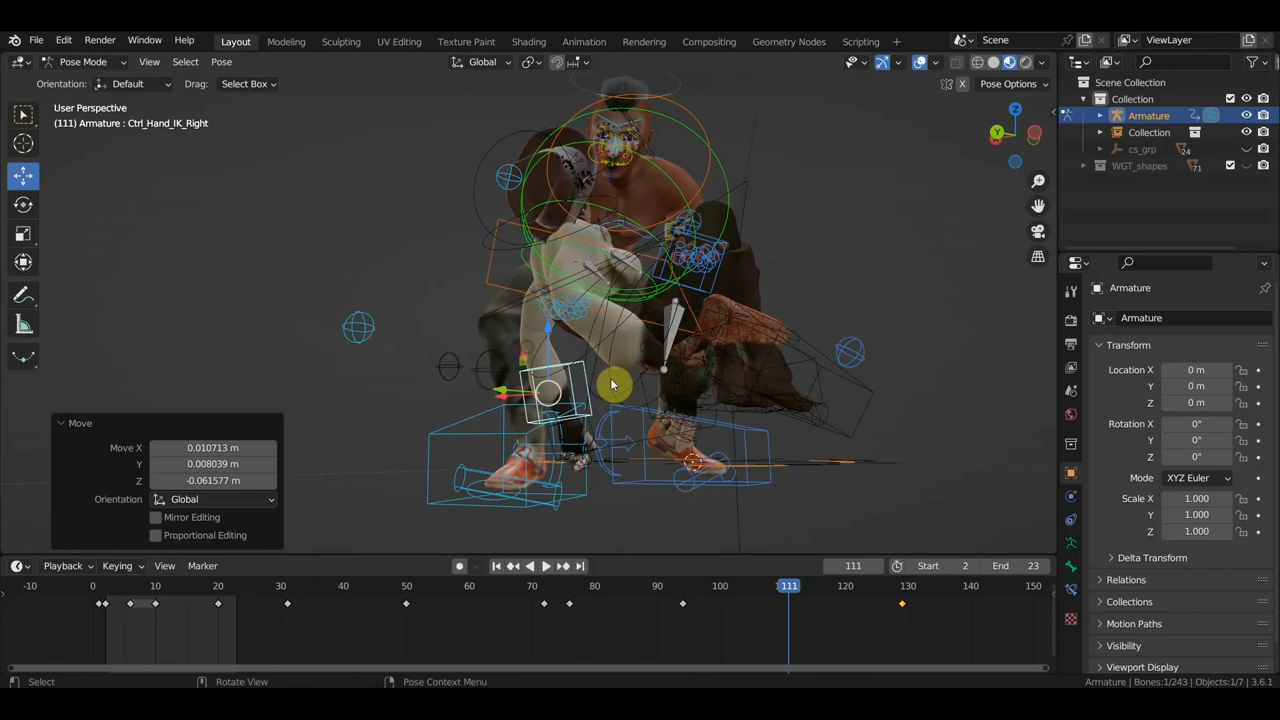 File Edit Render Window Help Layout Modeling Sculpting UV Editing Texture Paint Shading Animation Rendering Compositing Geometry Nodes Scripting + Scene ViewLayer
Pose Mode View Select Pose Global
Orientation: Default Drag: Select Box X Pose Options
User Perspective
(111) Armature : Ctrl_Hand_IK_Right
Z
Y
Scene Collection
Collection
Armature
Collection
cs_grp 24
WGT_shapes 71
Armature
Armature
Transform
Location X 0 m
Y 0 m
Z 0 m
Rotation X 0°
Y 0°
Z 0°
Mode XYZ Euler
Scale X 1.000
Y 1.000
Z 1.000
Delta Transform
Relations
Collections
Motion Paths
Visibility
Viewport Display
Move
Move X 0.010713 m
Y 0.008039 m
Z -0.061577 m
Orientation Global
Mirror Editing
Proportional Editing
Playback Keying View Marker 111 Start 2 End 23
-10 0 10 20 30 40 50 60 70 80 90 100 111 120 130 140 150
Select Rotate View Pose Context Menu Armature | Bones:1/243 | Objects:1/7 | 3.6.1